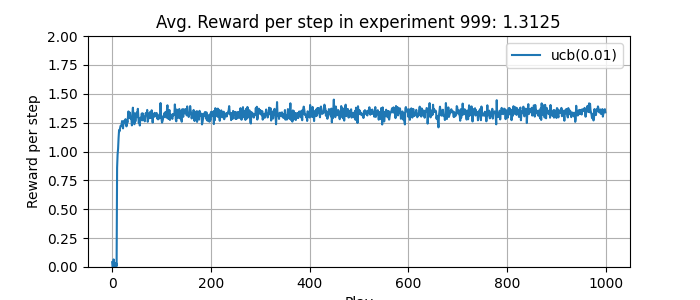 Avg. Reward per step in experiment 999: 1.3125
2.00
1.75
1.50
1.25
1.00
0.75
0.50
0.25
0.00
Reward per step
ucb(0.01)
0 200 400 600 800 1000
Play